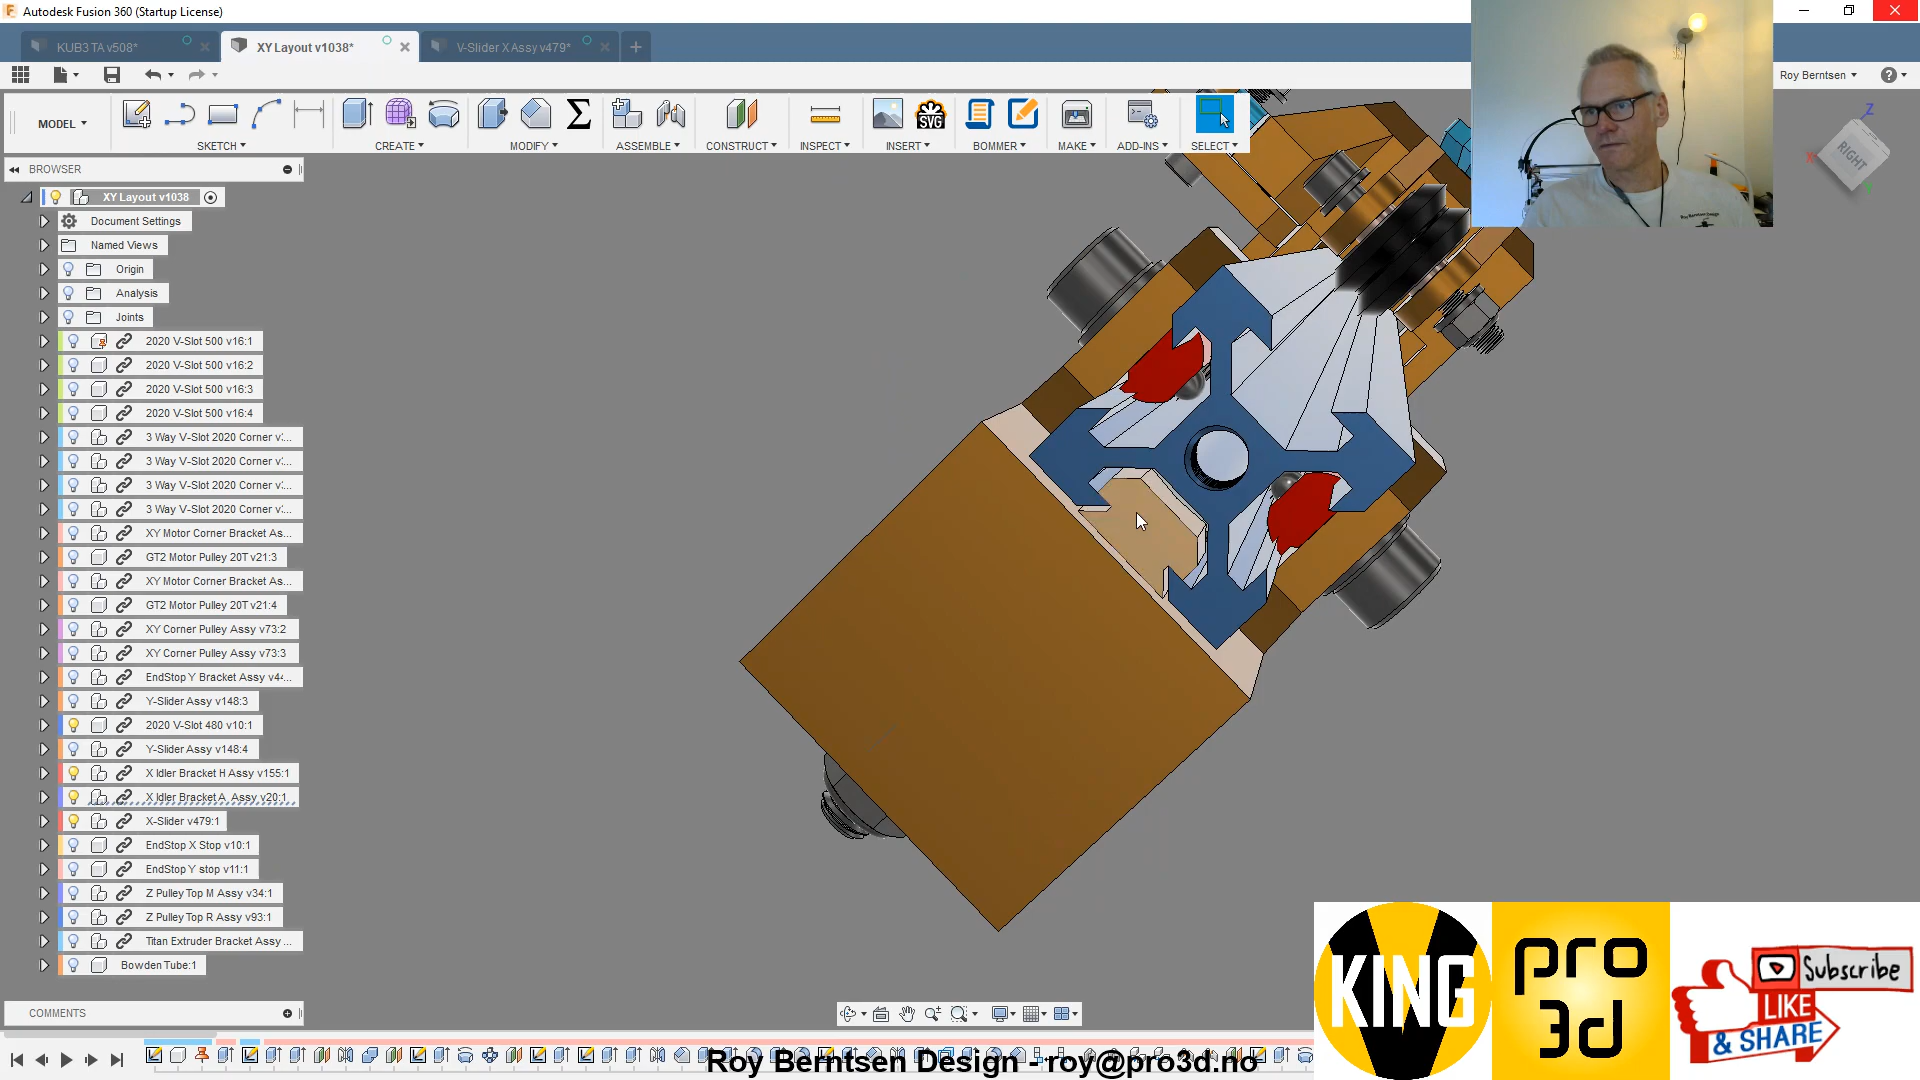 Autodesk Fusion 360 (Startup License)
KUB3 TA v508*
XY Layout v1038*
V-Slider X Assy v479*
Roy Berntsen
MODEL
SKETCH
CREATE
MODIFY
ASSEMBLE
CONSTRUCT
INSPECT
INSERT
BOMMER
MAKE
ADD-INS
SELECT
SVG
Z
X
RIGHT
BROWSER
XY Layout v1038
Document Settings
Named Views
Origin
Analysis
Joints
2020 V-Slot 500 v16:1
2020 V-Slot 500 v16:2
2020 V-Slot 500 v16:3
2020 V-Slot 500 v16:4
3 Way V-Slot 2020 Corner v:...
3 Way V-Slot 2020 Corner v:...
3 Way V-Slot 2020 Corner v:...
3 Way V-Slot 2020 Corner v:...
XY Motor Corner Bracket As...
GT2 Motor Pulley 20T v21:3
XY Motor Corner Bracket As...
GT2 Motor Pulley 20T v21:4
XY Corner Pulley Assy v73:2
XY Corner Pulley Assy v73:3
EndStop Y Bracket Assy v4
Y-Slider Assy v148:3
2020 V-Slot 480 v10:1
Y-Slider Assy v148:4
X Idler Bracket H Assy v155:1
X Idler Bracket A Assy v20:1
X-Slider v479:1
EndStop X Stop v10:1
EndStop Y stop v11:1
Z Pulley Top M Assy v34:1
Z Pulley Top R Assy v93:1
Titan Extruder Bracket Assy ...
Bowden Tube:1
COMMENTS
KING
pro
3d
Subscribe
LIKE
& SHARE
Roy Berntsen Design - roy@pro3d.no